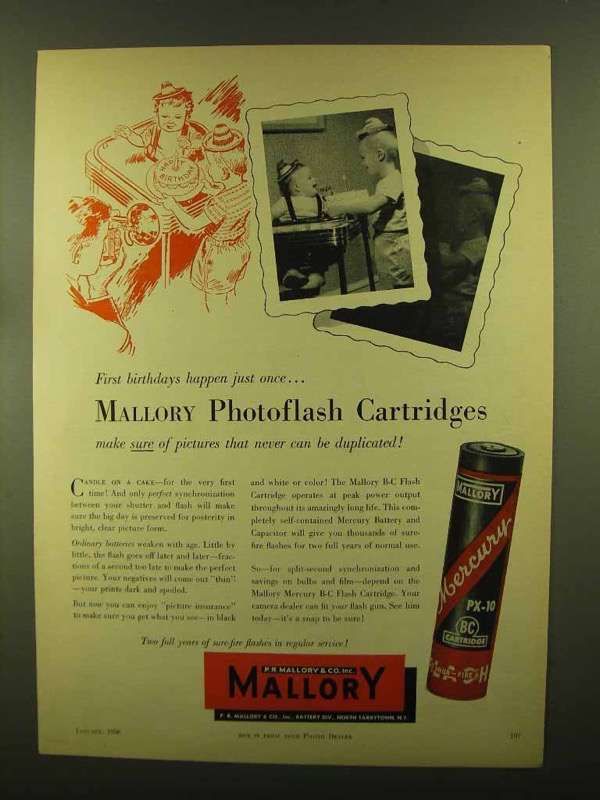 HAPPY
BIRTHDAY
First birthdays happen just once...
MALLORY Photoflash Cartridges
make sure of pictures that never can be duplicated!
CANDLE ON A CAKE—for the very first
time! And only perfect synchronization
between your shutter and flash will make
sure the big day is preserved for posterity in
bright, clear picture form.
Ordinary batteries weaken with age. Little by
little, the flash goes off later and later—frac-
tions of a second too late to make the perfect
picture. Your negatives will come out "thin"
—your prints dark and spoiled.
But now you can enjoy "picture insurance"
to make sure you get what you see—in black
and white or color! The Mallory B-C Flash
Cartridge operates at peak power output
throughout its amazingly long life. This com-
pletely self-contained Mercury Battery and
Capacitor will give you thousands of sure-
fire flashes for two full years of normal use.
So—for split-second synchronization and
savings on bulbs and film—depend on the
Mallory Mercury B-C Flash Cartridge. Your
camera dealer can fit your flash gun. See him
today—it's a snap to be sure!
MALLORY
Mercury
PX-10
BC
CARTRIDGE
SURE-FIRE
FLASH
Two full years of sure-fire flashes in regular service!
P. R. MALLORY & CO. Inc.
MALLORY
P. R. MALLORY & CO., Inc., BATTERY DIV., NORTH TARRYTOWN, N.Y.
JANUARY, 1956
PHOTO DEALER
107